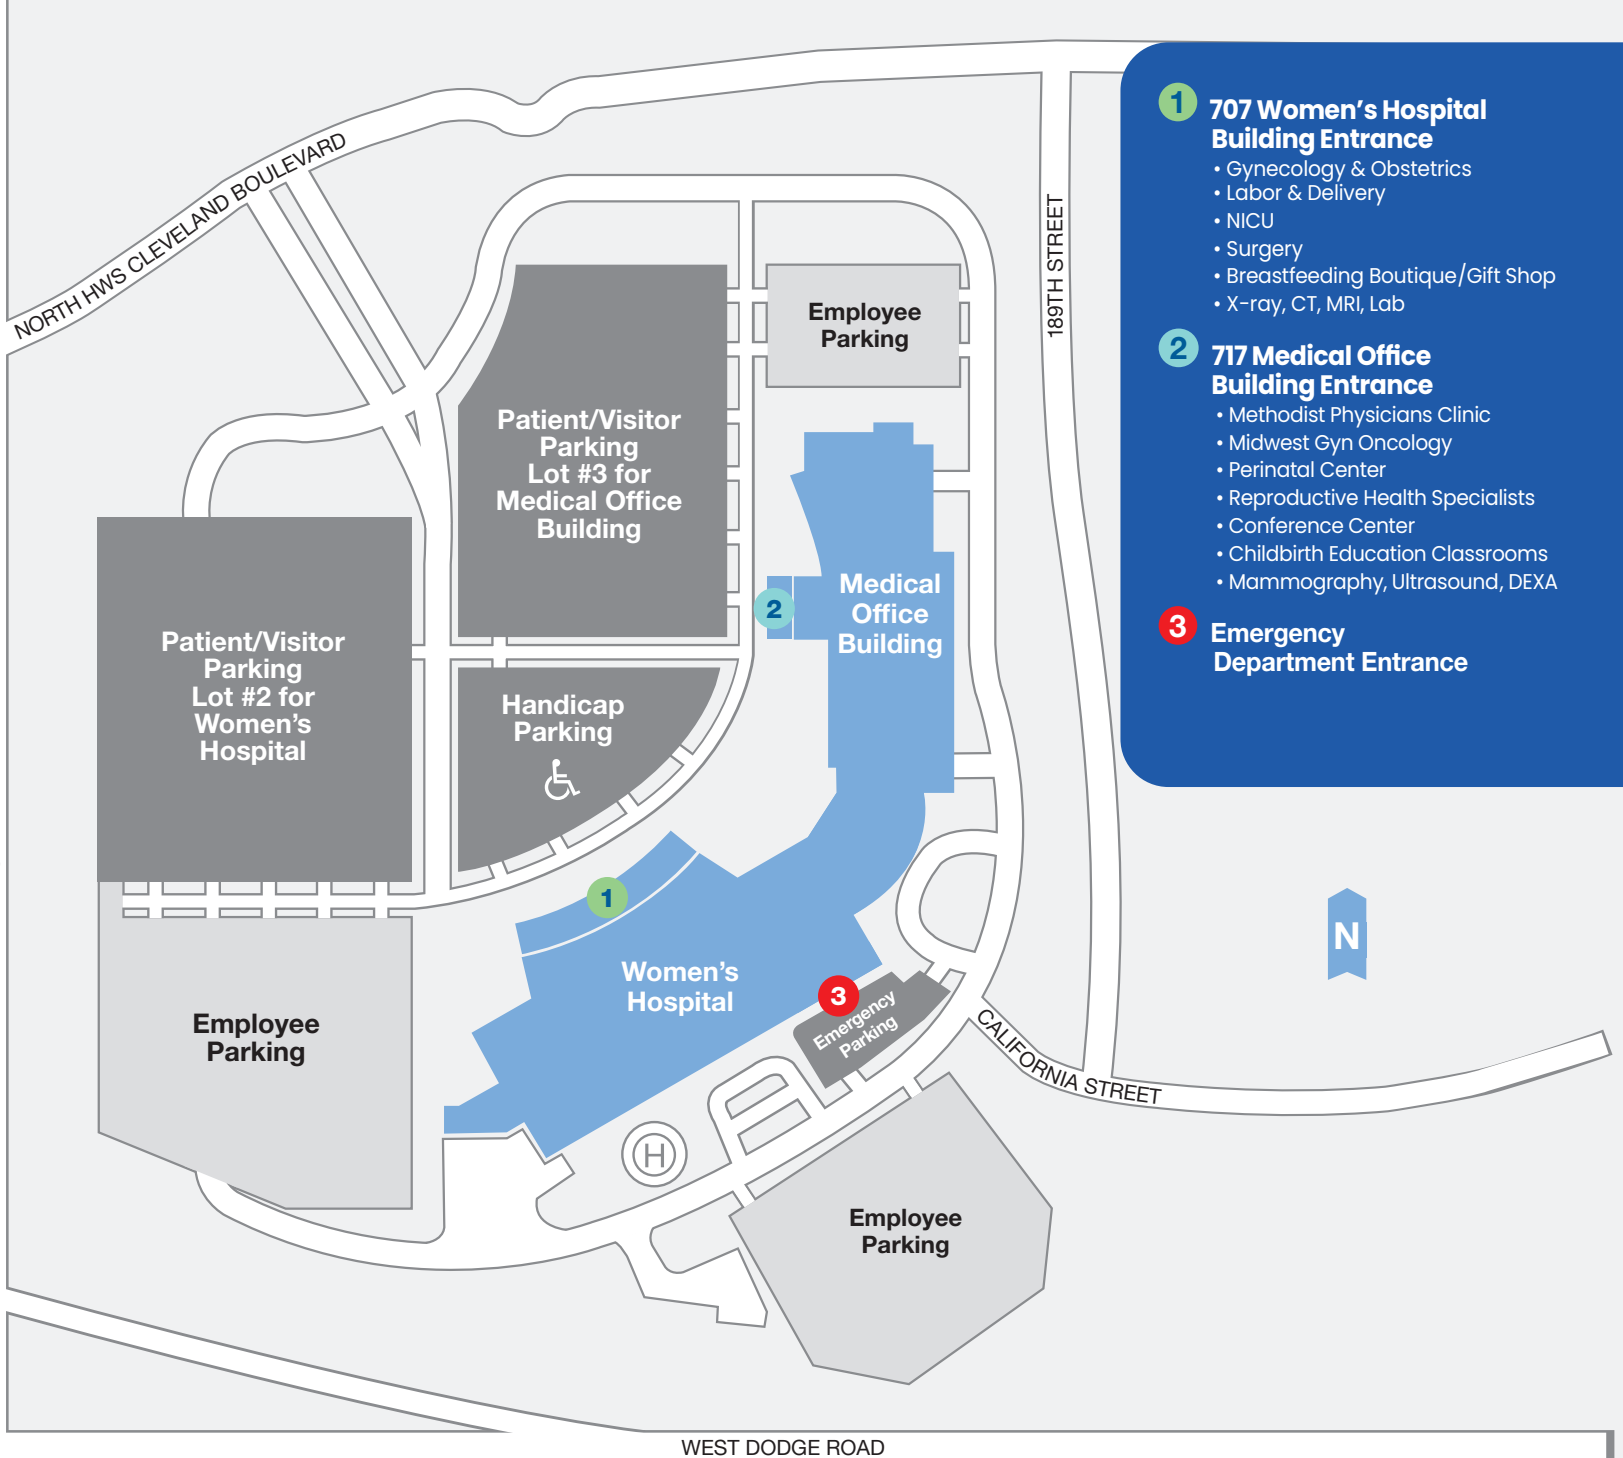 NORTH HWS CLEVELAND BOULEVARD
189TH STREET
1
707 Women's Hospital
Building Entrance
• Gynecology & Obstetrics
• Labor & Delivery
• NICU
• Surgery
• Breastfeeding Boutique/Gift Shop
• X-ray, CT, MRI, Lab
2
717 Medical Office
Building Entrance
• Methodist Physicians Clinic
• Midwest Gyn Oncology
• Perinatal Center
• Reproductive Health Specialists
• Conference Center
• Childbirth Education Classrooms
• Mammography, Ultrasound, DEXA
3
Emergency
Department Entrance
Employee
Parking
Patient/Visitor
Parking
Lot #3 for
Medical Office
Building
Medical
Office
Building
2
Patient/Visitor
Parking
Lot #2 for
Women's
Hospital
Handicap
Parking
1
Women's
Hospital
3
Emergency
Parking
N
Employee
Parking
CALIFORNIA STREET
H
Employee
Parking
WEST DODGE ROAD